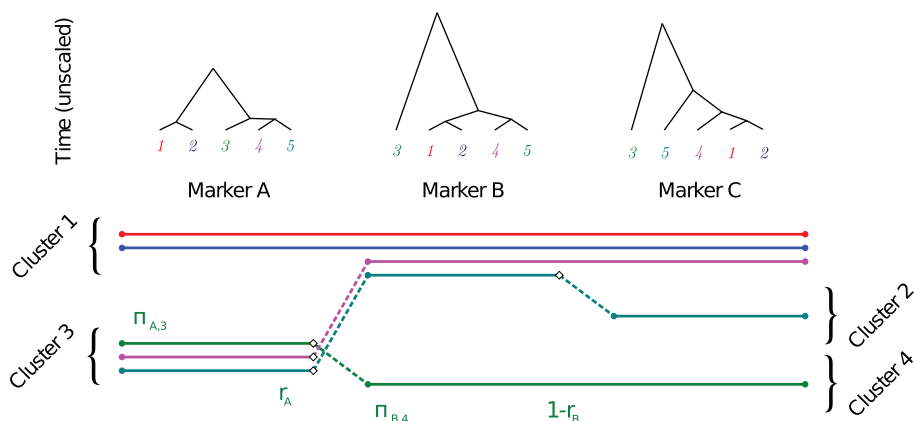 Time (unscaled)
1 2 3 4 5
3 1 2 4 5
3 5 4 1 2
Marker A
Marker B
Marker C
Cluster 1
Cluster 3
Π A,3
r A
Π B,4
1-r B
Cluster 2
Cluster 4